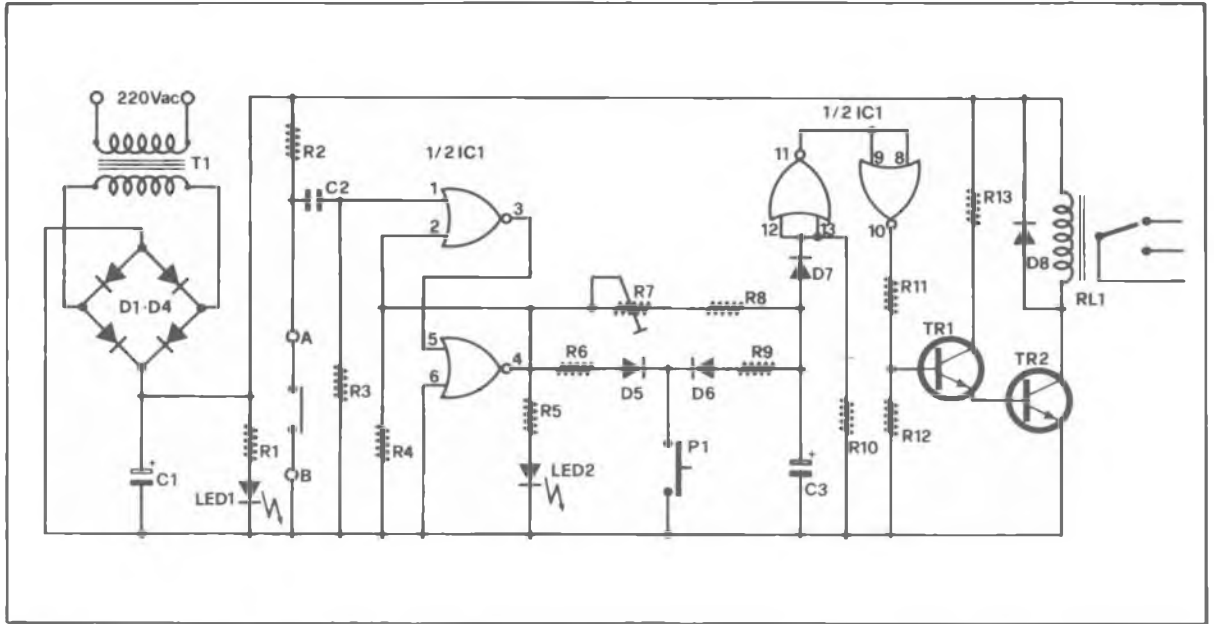 220Vac
T1
D1-D4
C1
R1
LED1
R2
C2
A
B
R3
R4
1/2 IC1
1
2
3
5
6
4
R5
LED2
R6
D5
R7
R8
D6
R9
P1
C3
D7
1/2 IC1
11
12
13
9
8
10
R10
R11
R12
TR1
R13
TR2
D8
RL1
+
+